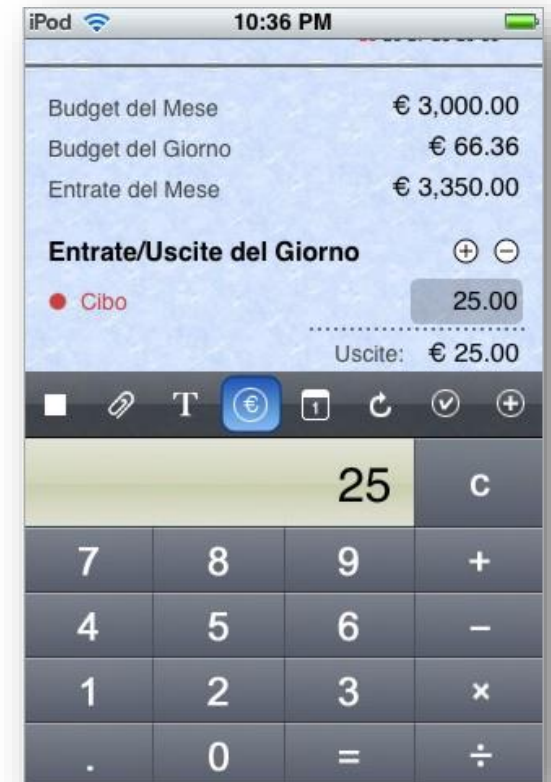 iPod 10:36 PM
Budget del Mese € 3,000.00
Budget del Giorno € 66.36
Entrate del Mese € 3,350.00
Entrate/Uscite del Giorno + −
Cibo 25.00
Uscite: € 25.00
T € 1
25 C
7 8 9 +
4 5 6 −
1 2 3 ×
. 0 = ÷